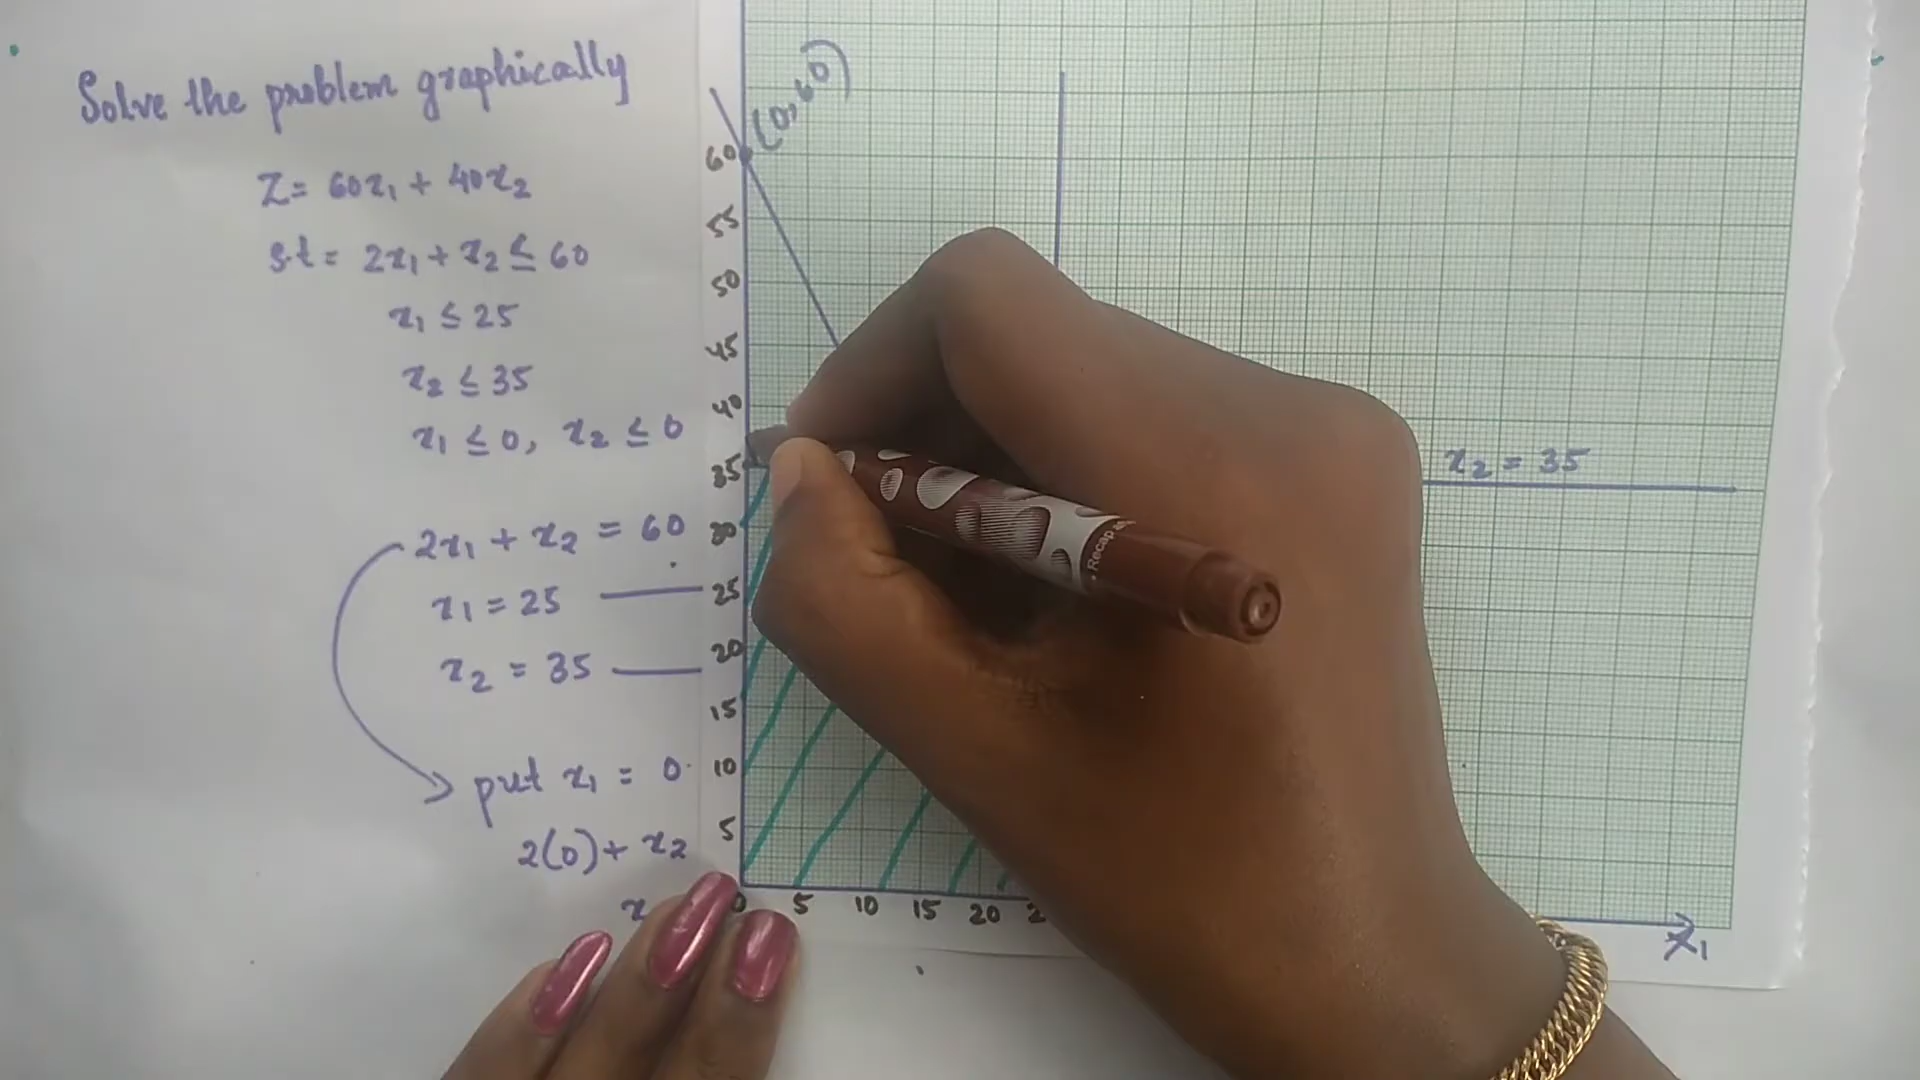 Solve the problem graphically
Z = 60x₁ + 40x₂
s.t = 2x₁ + x₂ ≤ 60
x₁ ≤ 25
x₂ ≤ 35
x₁ ≤ 0, x₂ ≤ 0
2x₁ + x₂ = 60
x₁ = 25
x₂ = 35
put x₁ = 0
2(0) + x₂
x
(0,60)
60
55
50
45
40
35
30
25
20
15
10
5
0 5 10 15 20
x₂ = 35
x₁
Recap